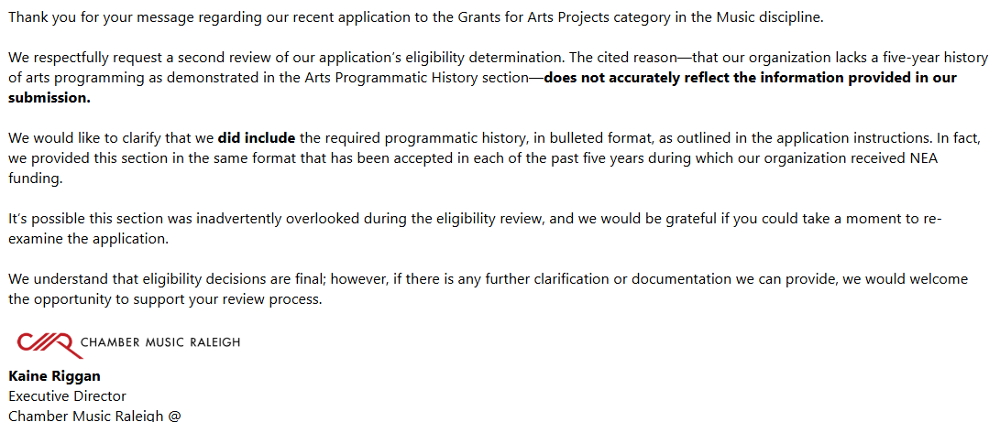 Thank you for your message regarding our recent application to the Grants for Arts Projects category in the Music discipline.
We respectfully request a second review of our application's eligibility determination. The cited reason—that our organization lacks a five-year history
of arts programming as demonstrated in the Arts Programmatic History section—does not accurately reflect the information provided in our
submission.
We would like to clarify that we did include the required programmatic history, in bulleted format, as outlined in the application instructions. In fact,
we provided this section in the same format that has been accepted in each of the past five years during which our organization received NEA
funding.
It's possible this section was inadvertently overlooked during the eligibility review, and we would be grateful if you could take a moment to re-
examine the application.
We understand that eligibility decisions are final; however, if there is any further clarification or documentation we can provide, we would welcome
the opportunity to support your review process.
CMR CHAMBER MUSIC RALEIGH
Kaine Riggan
Executive Director
Chamber Music Raleigh @